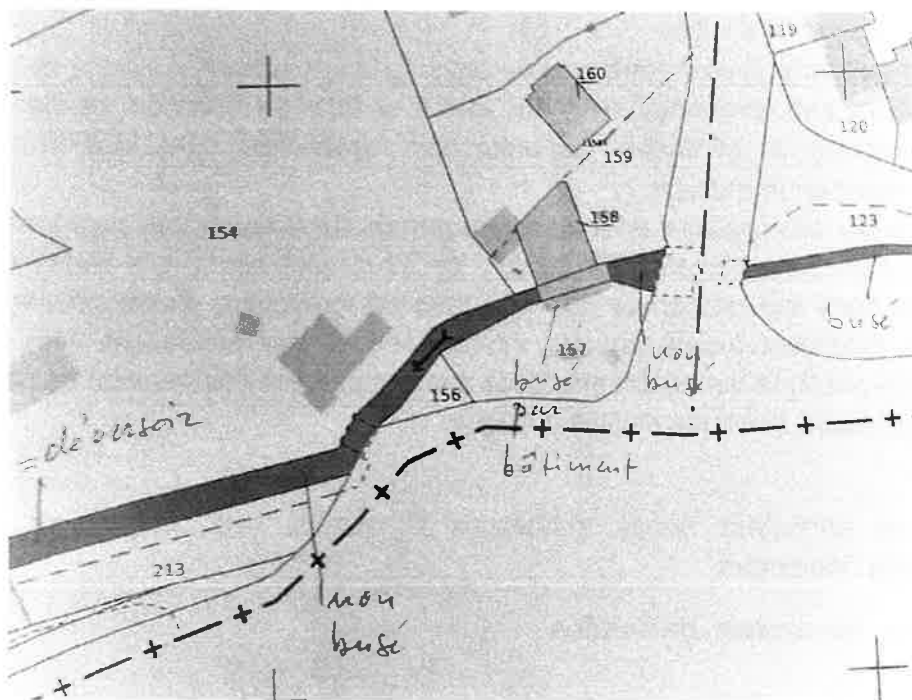 119
160
120
159
158
123
154
busé
157
non
busé
busé
par
bâtiment
156
déversoir
213
non
busé